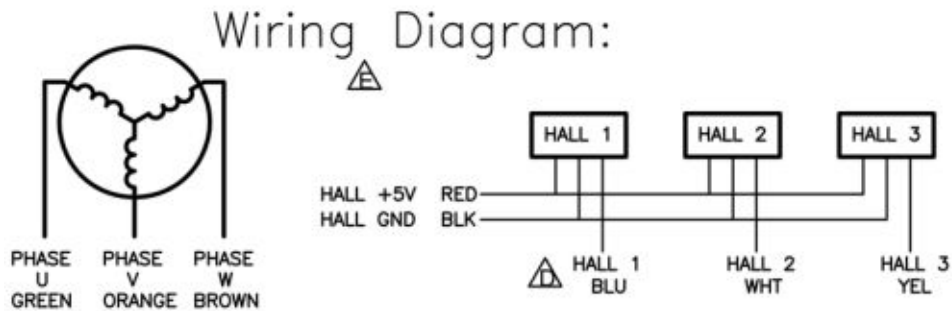 Wiring Diagram:
E
HALL 1
HALL 2
HALL 3
HALL +5V RED
HALL GND BLK
PHASE U GREEN
PHASE V ORANGE
PHASE W BROWN
D
HALL 1 BLU
HALL 2 WHT
HALL 3 YEL